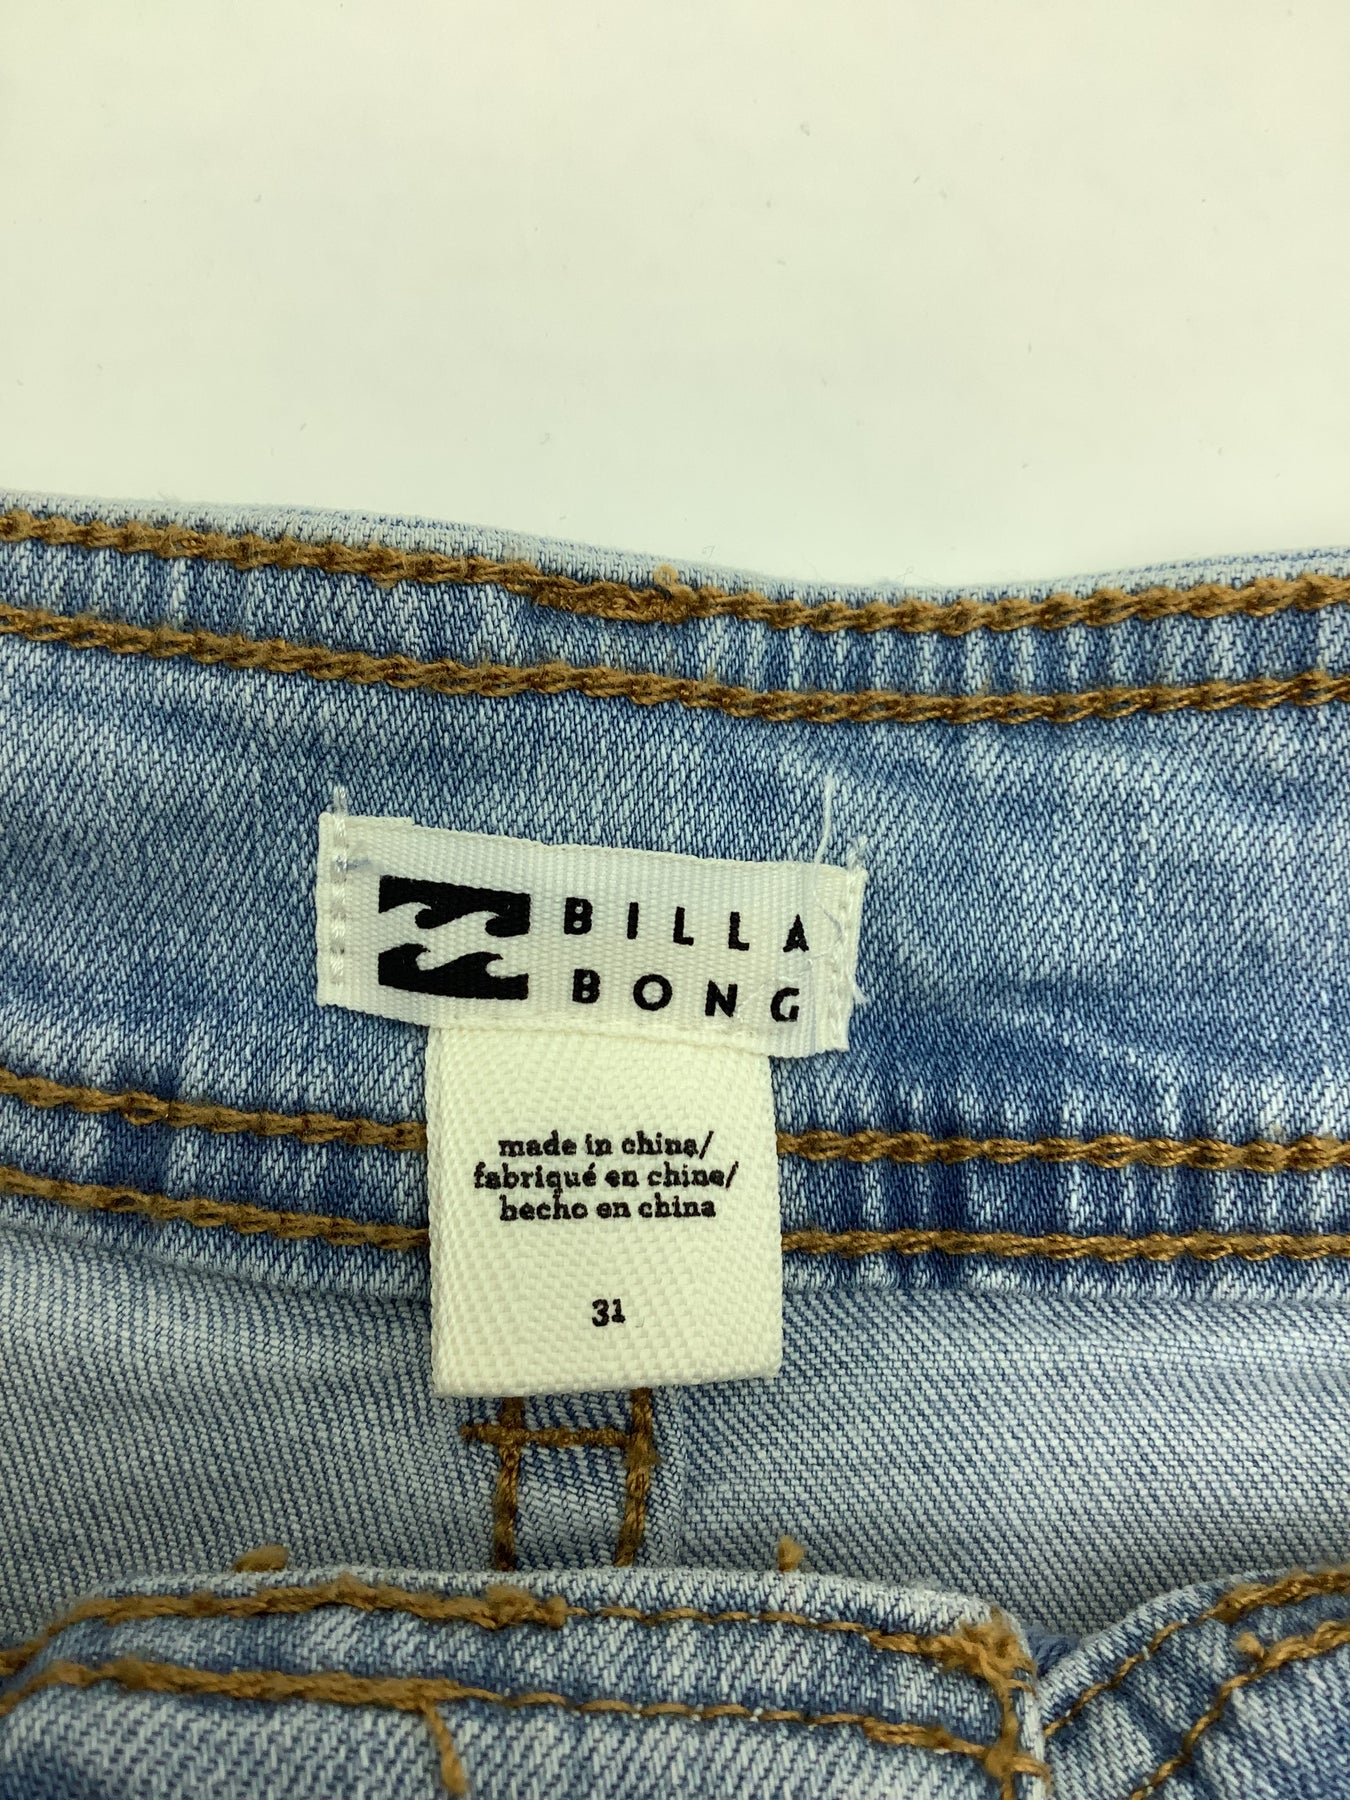 BILLA
BONG
made in china/
fabriqué en chine/
hecho en china
31